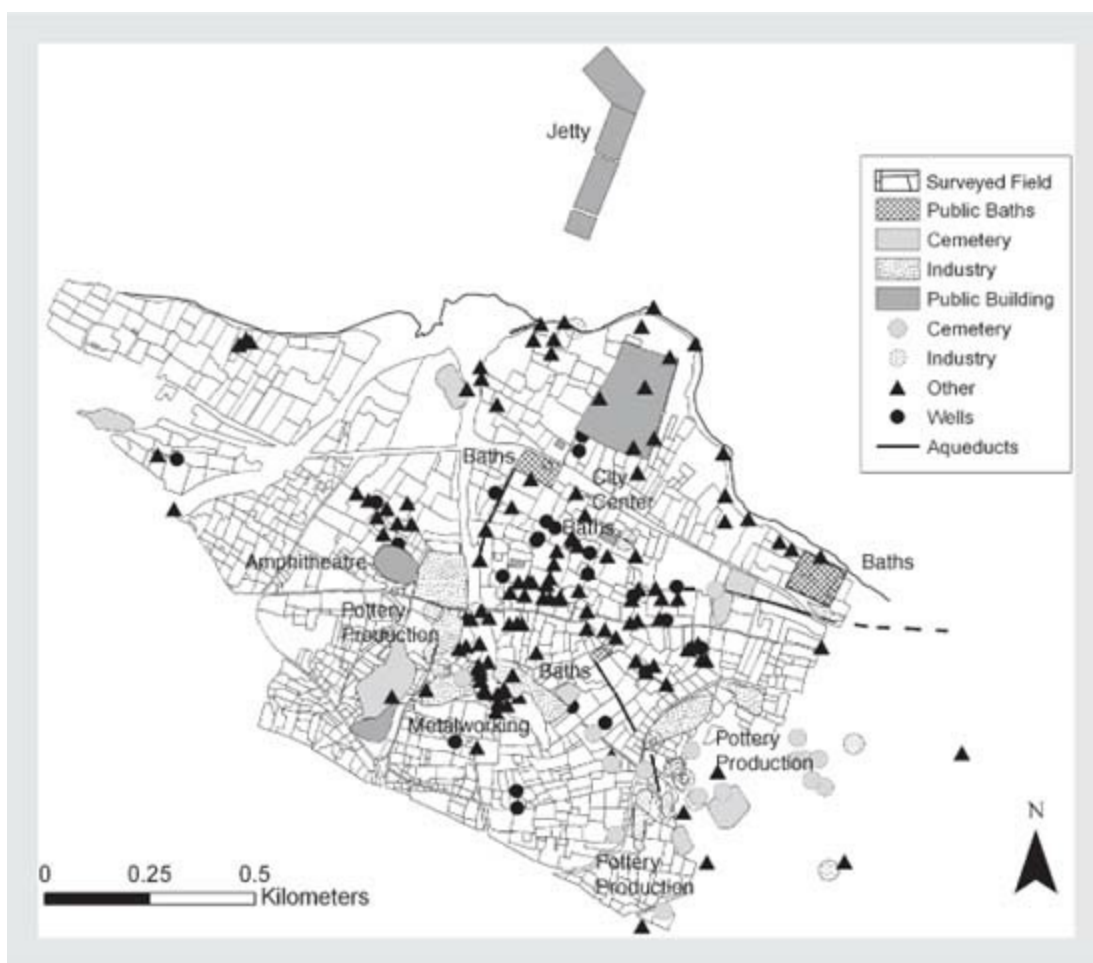 Jetty
Surveyed Field
Public Baths
Cemetery
Industry
Public Building
Cemetery
Industry
Other
Wells
Aqueducts
Baths
City
Center
Baths
Amphitheatre
Baths
Pottery
Production
Baths
Metalworking
Pottery
Production
Pottery
Production
N
0 0.25 0.5
Kilometers